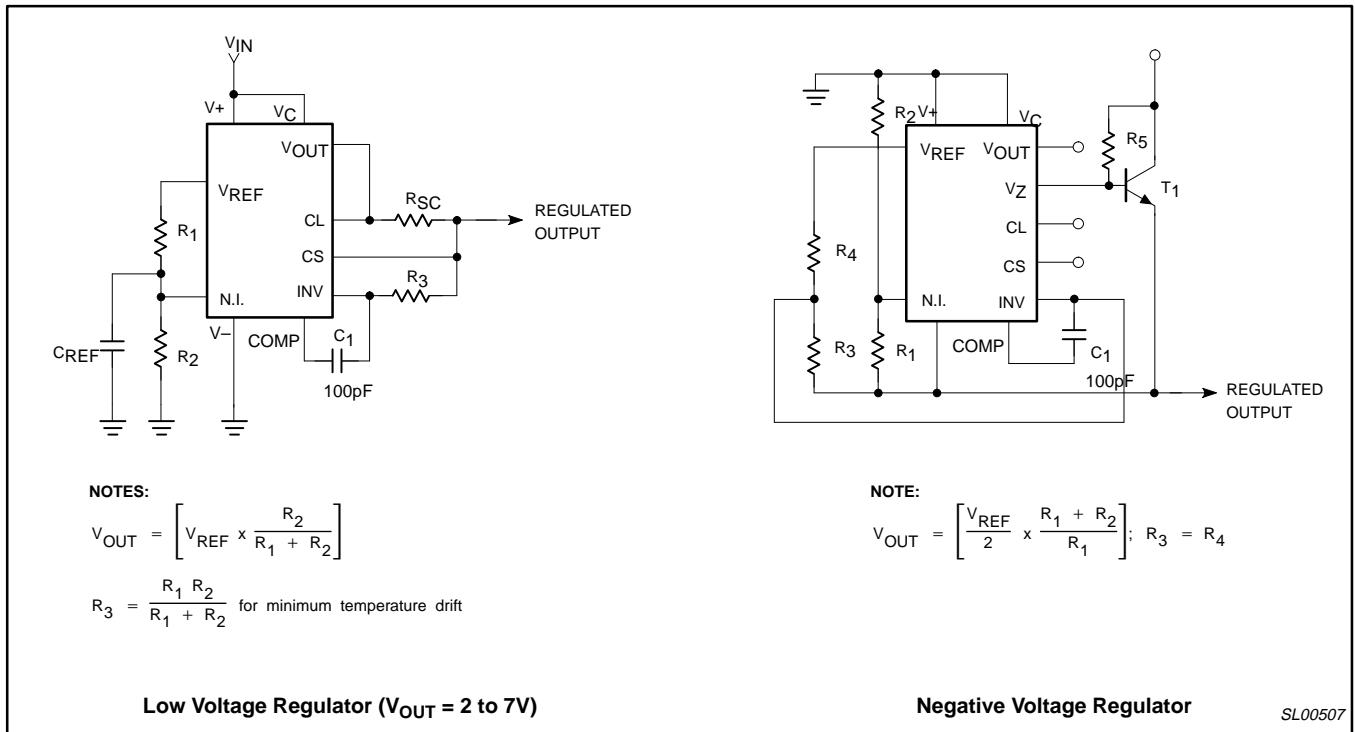 VIN
V+
VC
VOUT
VREF
RSC
CL
REGULATED
OUTPUT
R1
CS
R3
INV
N.I.
V–
COMP
C1
CREF
R2
100pF
NOTES:
VOUT = [VREF x R2 / (R1 + R2)]
R3 = R1 R2 / (R1 + R2) for minimum temperature drift
Low Voltage Regulator (VOUT = 2 to 7V)
R2
V+
VC
R5
VREF
VOUT
VZ
T1
CL
R4
CS
N.I.
INV
R3
R1
COMP
C1
100pF
REGULATED
OUTPUT
NOTE:
VOUT = [VREF / 2 x (R1 + R2) / R1]; R3 = R4
Negative Voltage Regulator
SL00507